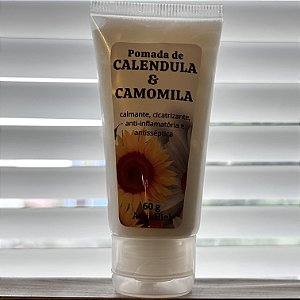 Pomada de
CALENDULA
&
CAMOMILA
calmante, cicatrizante,
anti-inflamatória e
antisséptica
60 g